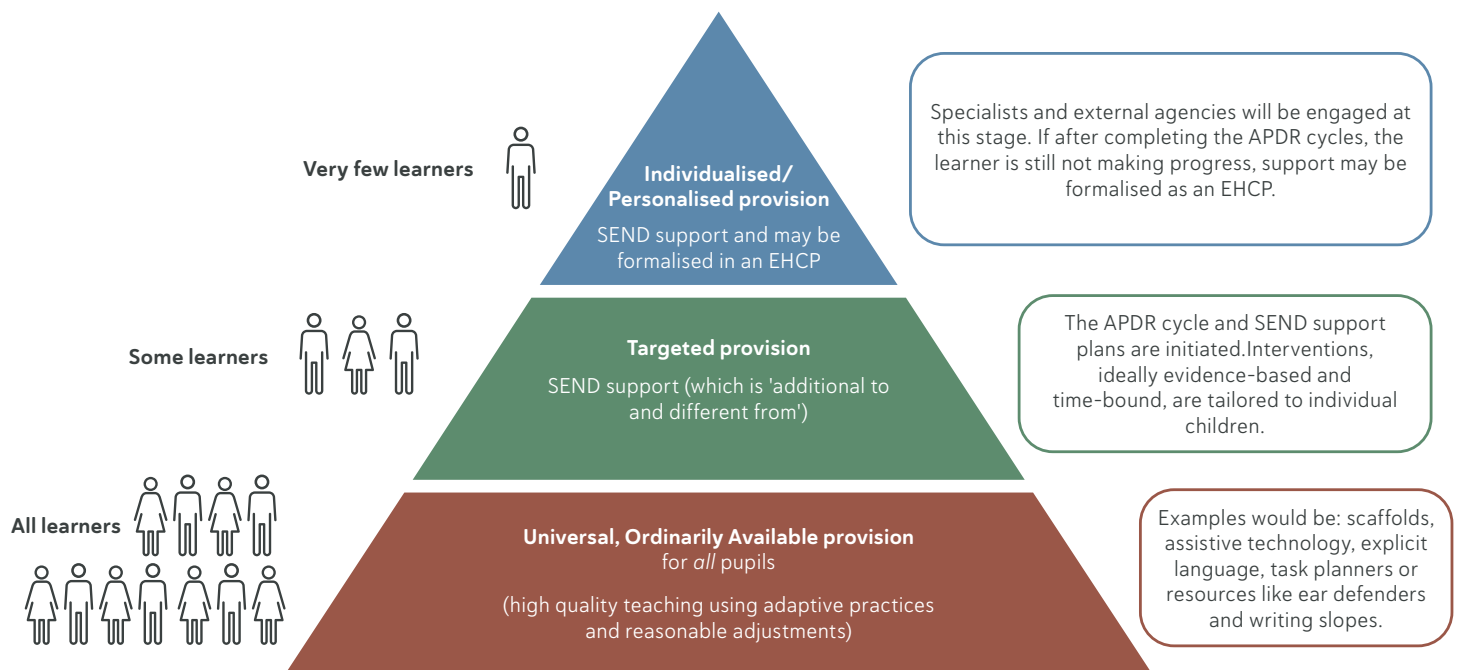 Very few learners
Individualised/
Personalised provision
SEND support and may be
formalised in an EHCP
Specialists and external agencies will be engaged at
this stage. If after completing the APDR cycles, the
learner is still not making progress, support may be
formalised as an EHCP.
Some learners
Targeted provision
SEND support (which is 'additional to
and different from')
The APDR cycle and SEND support
plans are initiated.Interventions,
ideally evidence-based and
time-bound, are tailored to individual
children.
All learners
Universal, Ordinarily Available provision
for all pupils
(high quality teaching using adaptive practices
and reasonable adjustments)
Examples would be: scaffolds,
assistive technology, explicit
language, task planners or
resources like ear defenders
and writing slopes.